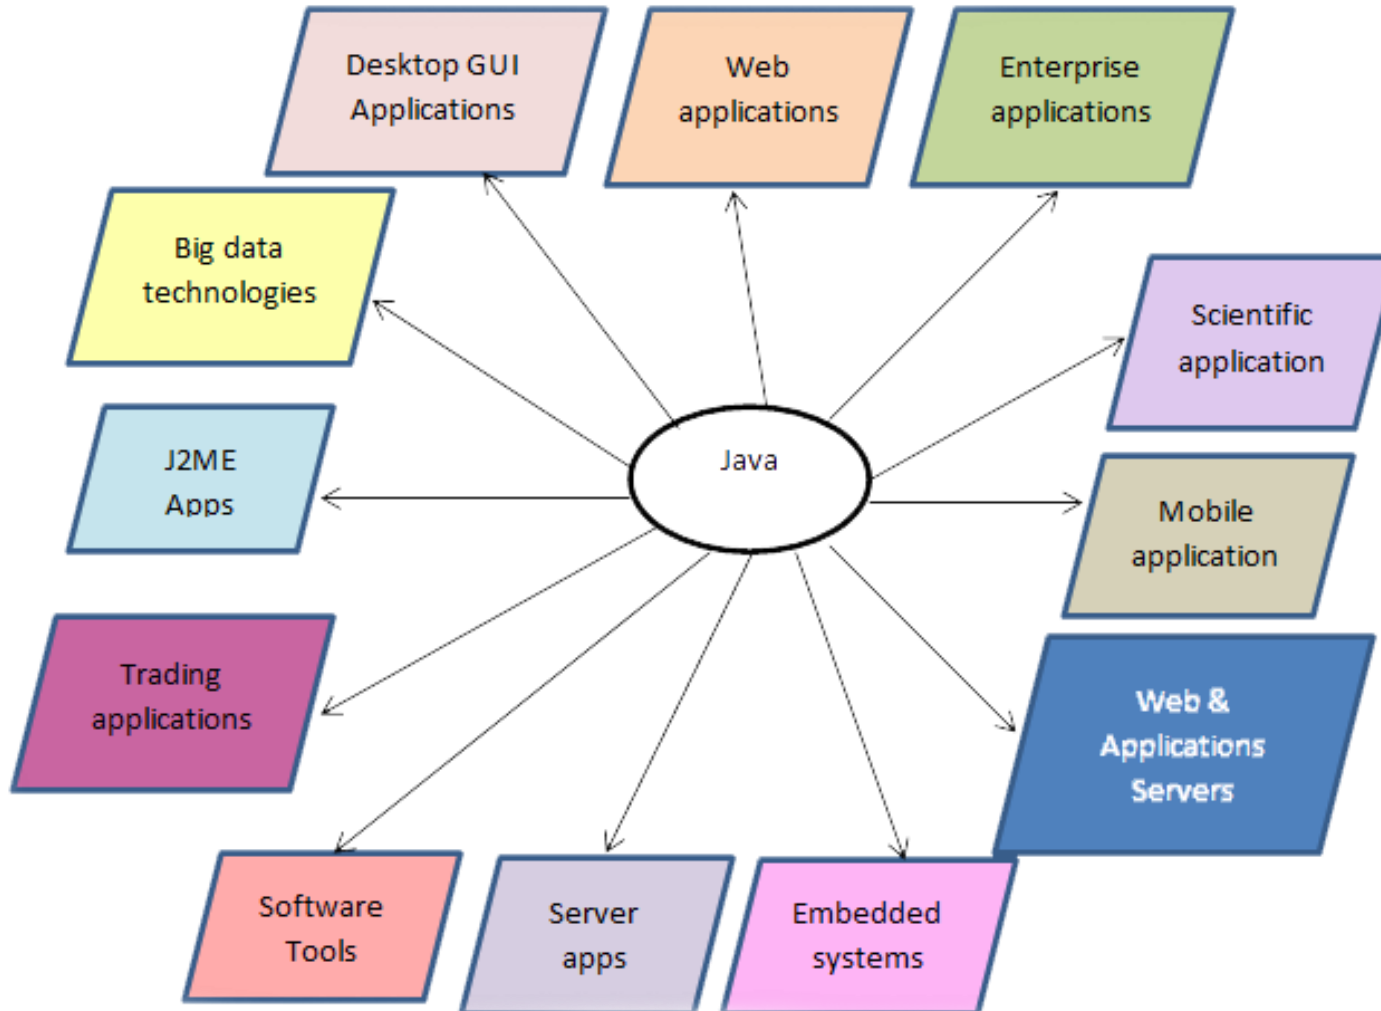 Desktop GUI
Applications
Web
applications
Enterprise
applications
Big data
technologies
Scientific
application
J2ME
Apps
Java
Mobile
application
Trading
applications
Web &
Applications
Servers
Software
Tools
Server
apps
Embedded
systems